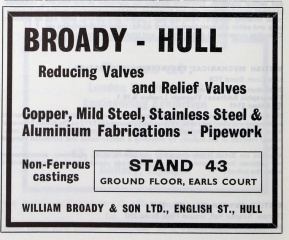 BROADY - HULL
Reducing Valves
and Relief Valves
Copper, Mild Steel, Stainless Steel &
Aluminium Fabrications - Pipework
Non-Ferrous
castings
STAND 43
GROUND FLOOR, EARLS COURT
WILLIAM BROADY & SON LTD., ENGLISH ST., HULL